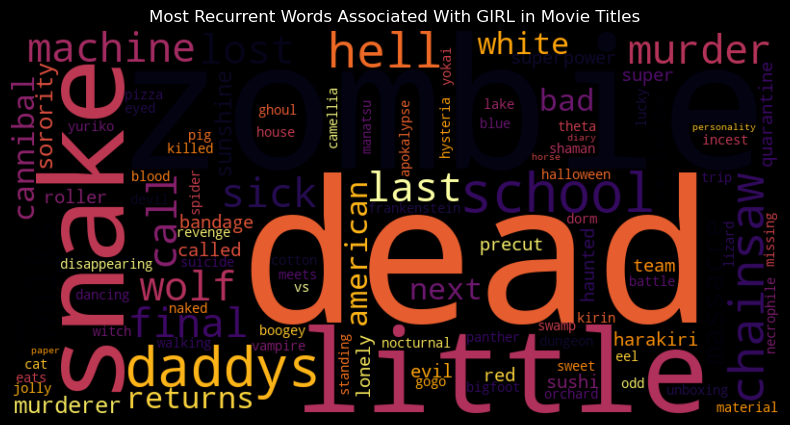 Most Recurrent Words Associated With GIRL in Movie Titles
machine
lost
hell
white
superpower
murder
zombie
yokai
super
cannibal
sorority
snake
pizza
eyed
yuriko
sunshine
ghoul
house
camellia
manatsu
apokalypse
hysteria
lake
blue
bad
theta
diary
shaman
horse
lucky
personality
incest
quarantine
pig
killed
blood
devil
roller
call
spider
sick
last
school
halloween
trip
frankenstein
dead
bandage
revenge
called
american
precut
dorm
haunted
team
battle
chainsaw
lizard
missing
disappearing
suicide
cotton
meets
vs
wolf
next
dancing
naked
final
witch
walking
boogey
vampire
standing
lonely
nocturnal
panther
swamp
kirin
dungeon
harakiri
necrophile
little
paper
cat
eats
jolly
daddys
returns
murderer
evil
gogo
red
bigfoot
sweet
sushi
orchard
eel
odd
unboxing
material